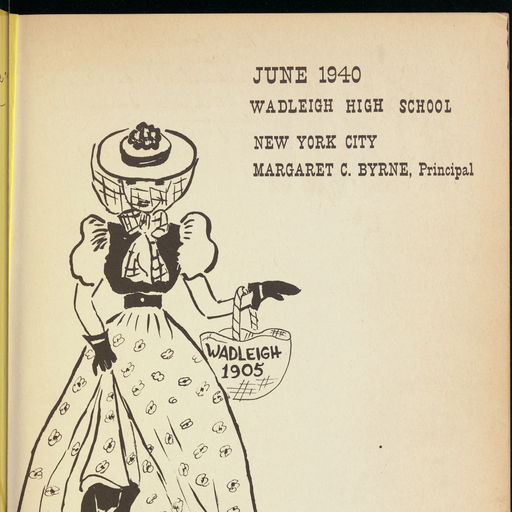 JUNE 1940
WADLEIGH HIGH SCHOOL
NEW YORK CITY
MARGARET C. BYRNE, Principal
WADLEIGH
1905